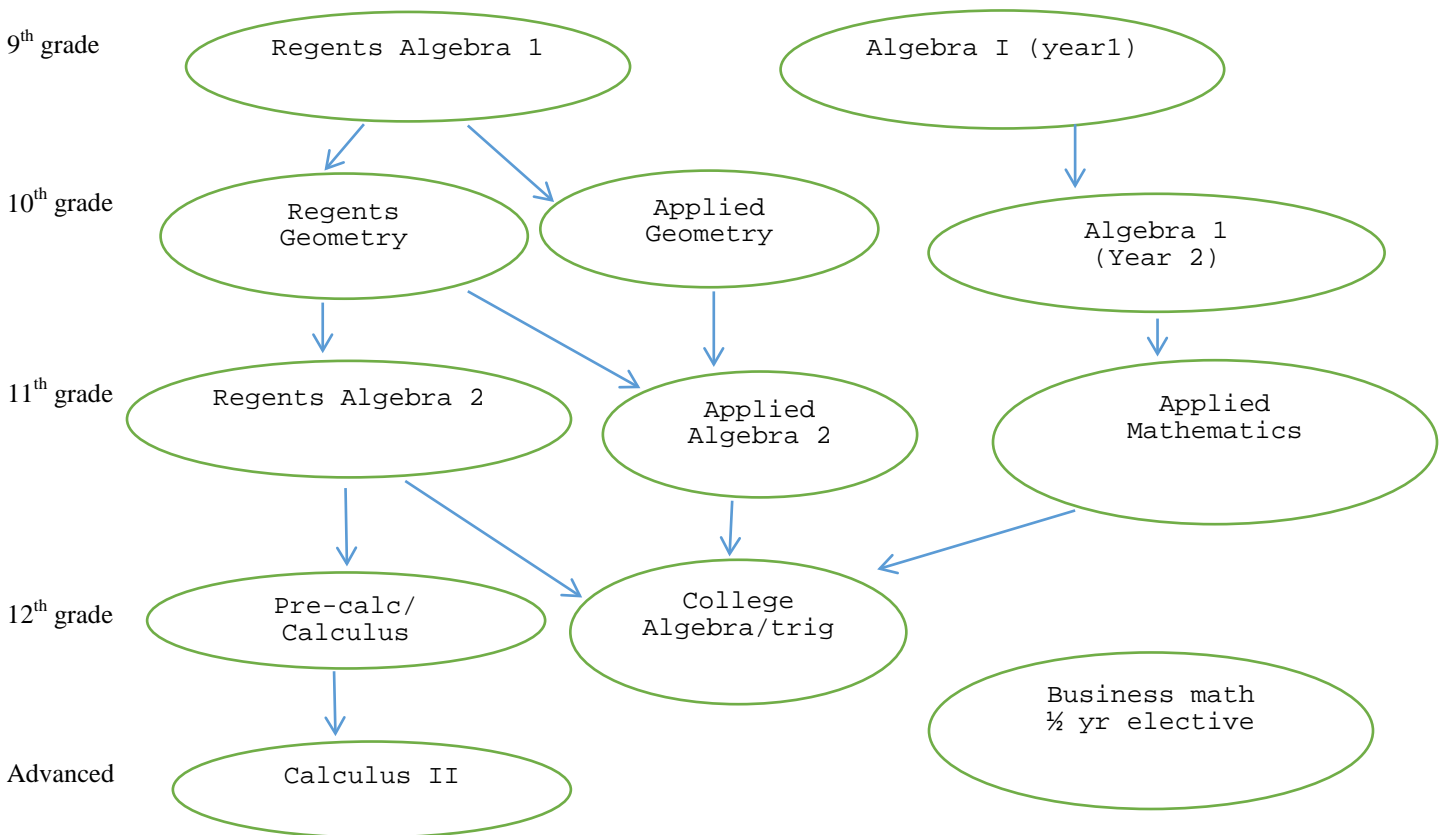 9th grade
Regents Algebra 1
Algebra I (year1)
10th grade
Regents
Geometry
Applied
Geometry
Algebra 1
(Year 2)
11th grade
Regents Algebra 2
Applied
Algebra 2
Applied
Mathematics
12th grade
Pre-calc/
Calculus
College
Algebra/trig
Business math
½ yr elective
Advanced
Calculus II